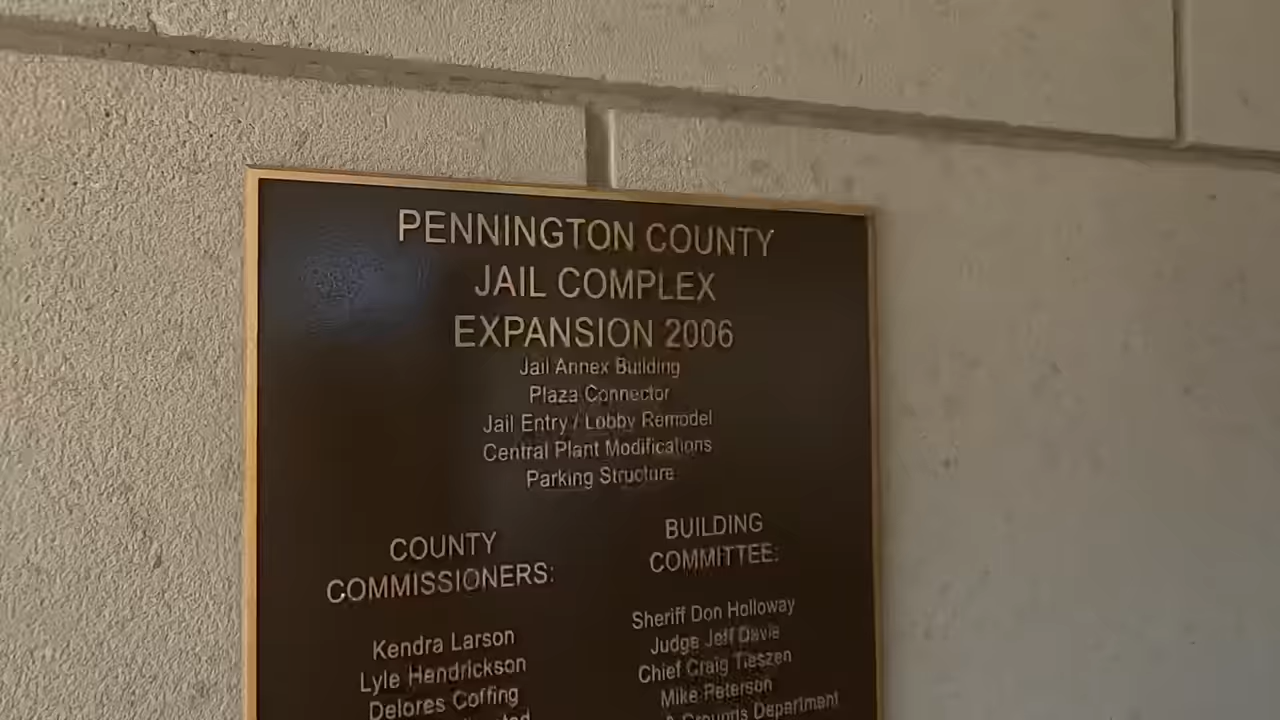 PENNINGTON COUNTY
JAIL COMPLEX
EXPANSION 2006
Jail Annex Building
Plaza Connector
Jail Entry / Lobby Remodel
Central Plant Modifications
Parking Structure
COUNTY
COMMISSIONERS:
Kendra Larson
Lyle Hendrickson
Delores Coffing
BUILDING
COMMITTEE:
Sheriff Don Holloway
Judge Jeff Davie
Chief Craig Tieszen
Mike Peterson
Grounds Department